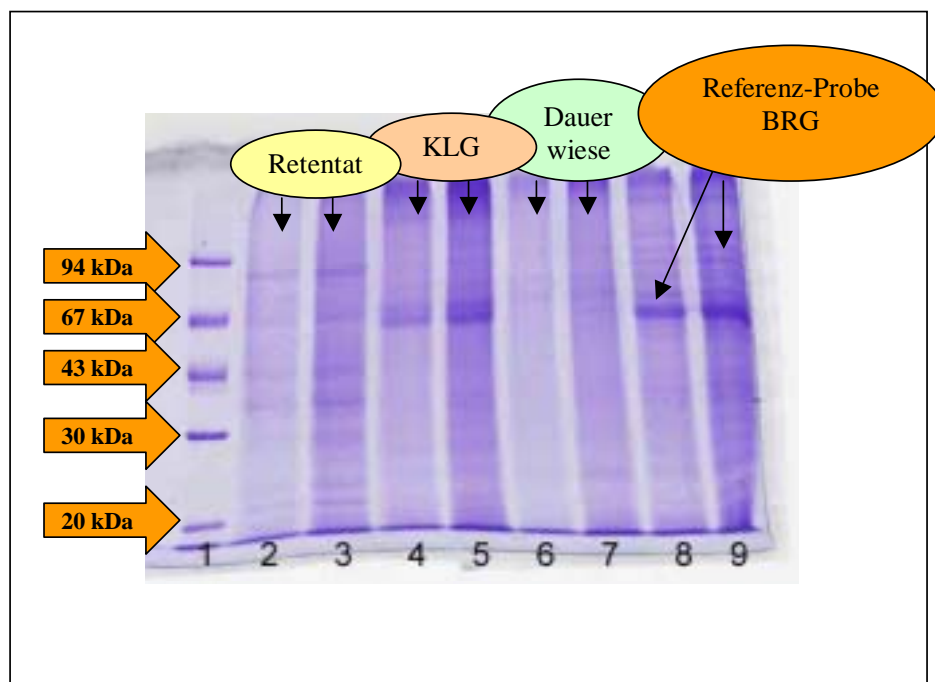 Referenz-Probe
BRG
Dauer
wiese
KLG
Retentat
94 kDa
67 kDa
43 kDa
30 kDa
20 kDa
1 2 3 4 5 6 7 8 9